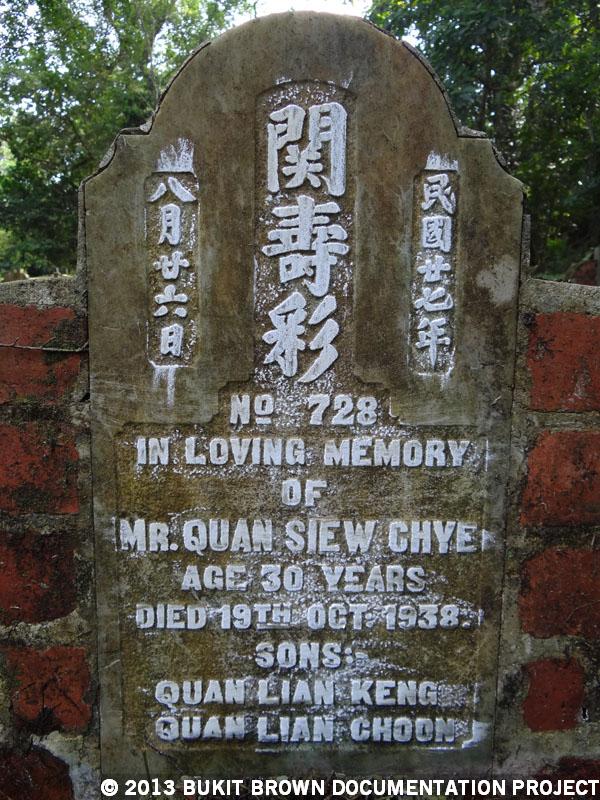 關壽彩
民國廿七年
八月廿六日
No 728
IN LOVING MEMORY
OF
MR. QUAN SIEW CHYE
AGE 30 YEARS
DIED 19TH OCT. 1938.
SONS:-
QUAN LIAN KENG
QUAN LIAN CHOON
© 2013 BUKIT BROWN DOCUMENTATION PROJECT